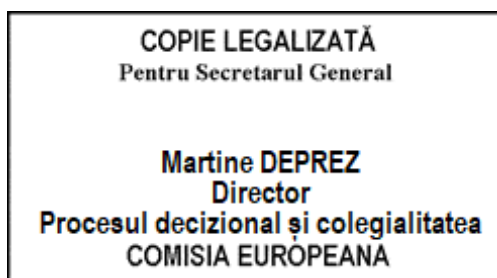 COPIE LEGALIZATĂ
Pentru Secretarul General
Martine DEPREZ
Director
Procesul decizional și colegialitatea
COMISIA EUROPEANA